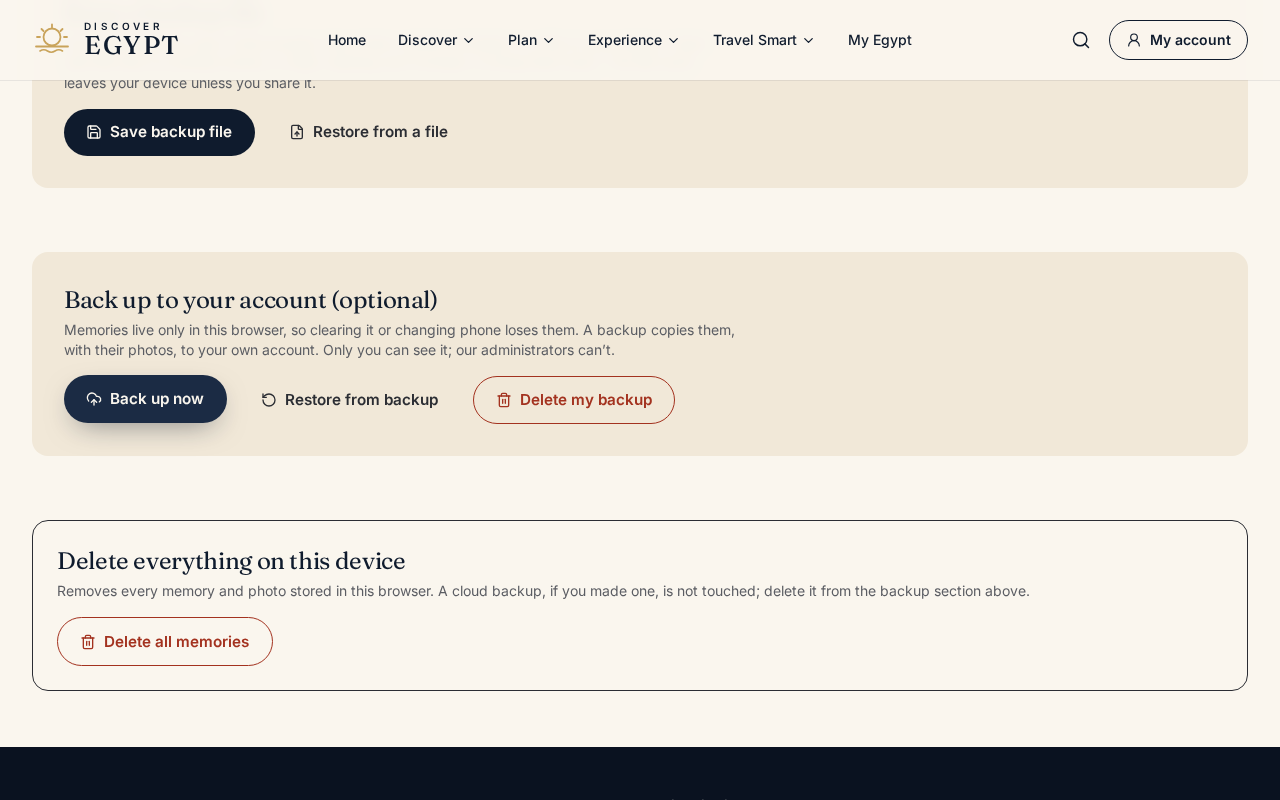 DISCOVER
EGYPT
Home
Discover
Plan
Experience
Travel Smart
My Egypt
My account
leaves your device unless you share it.
Save backup file
Restore from a file
Back up to your account (optional)
Memories live only in this browser, so clearing it or changing phone loses them. A backup copies them,
with their photos, to your own account. Only you can see it; our administrators can’t.
Back up now
Restore from backup
Delete my backup
Delete everything on this device
Removes every memory and photo stored in this browser. A cloud backup, if you made one, is not touched; delete it from the backup section above.
Delete all memories